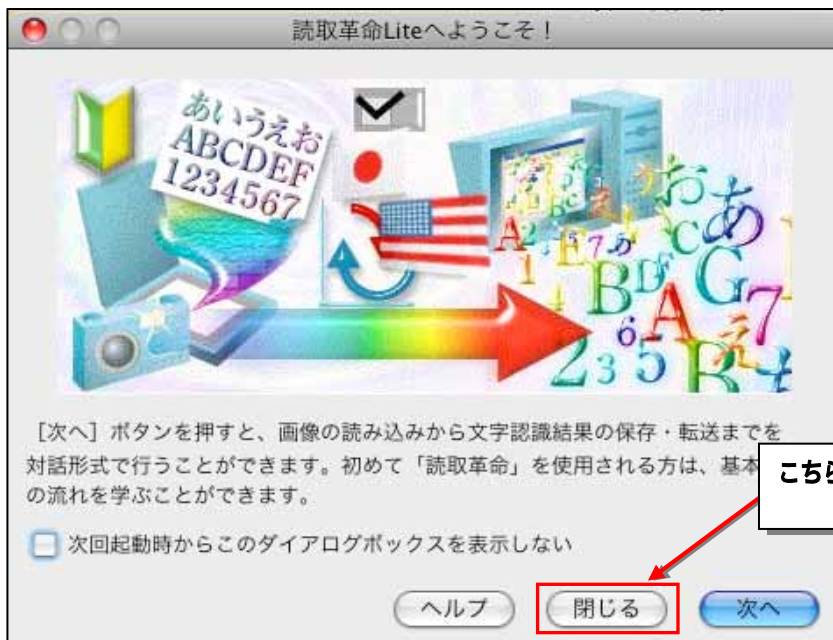 読取革命Liteへようこそ！
あいうえお
ABCDEF
1234567
［次へ］ボタンを押すと、画像の読み込みから文字認識結果の保存・転送までを
対話形式で行うことができます。初めて「読取革命」を使用される方は、基本
の流れを学ぶことができます。
こちら
次回起動時からこのダイアログボックスを表示しない
ヘルプ
閉じる
次へ